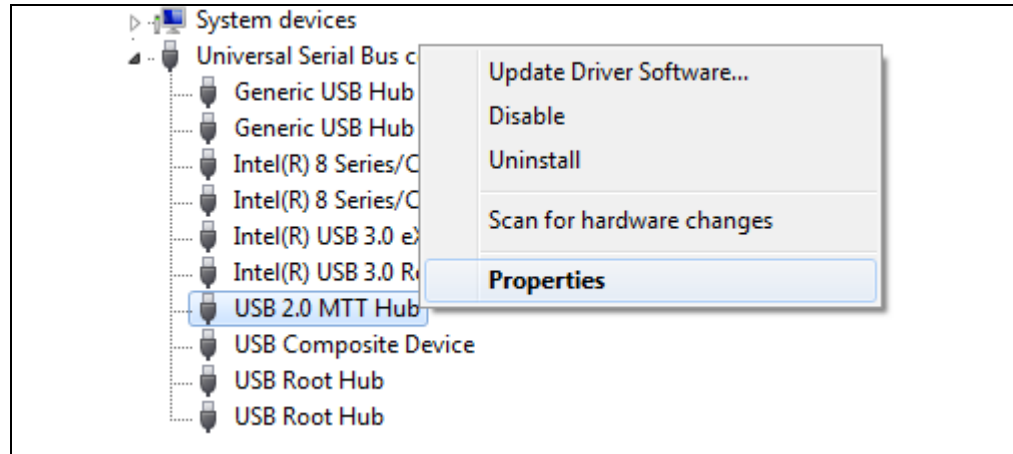 System devices
Universal Serial Bus c
Generic USB Hub
Generic USB Hub
Intel(R) 8 Series/C
Intel(R) 8 Series/C
Intel(R) USB 3.0 eX
Intel(R) USB 3.0 R
USB 2.0 MTT Hub
USB Composite Device
USB Root Hub
USB Root Hub
Update Driver Software...
Disable
Uninstall
Scan for hardware changes
Properties